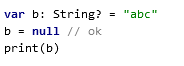 var b: String? = "abc"
b = null // ok
print(b)